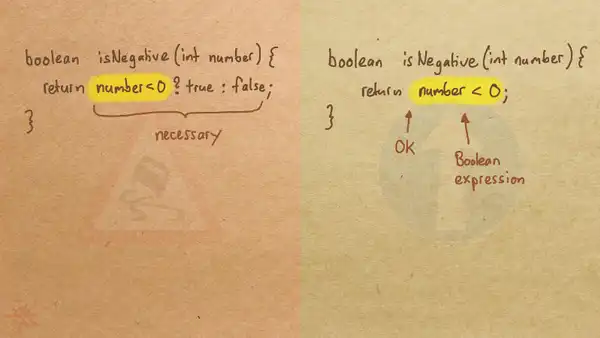 boolean isNegative(int number) {
return number<0 ? true : false;
}
necessary
boolean isNegative(int number) {
return number < 0;
}
OK
Boolean
expression